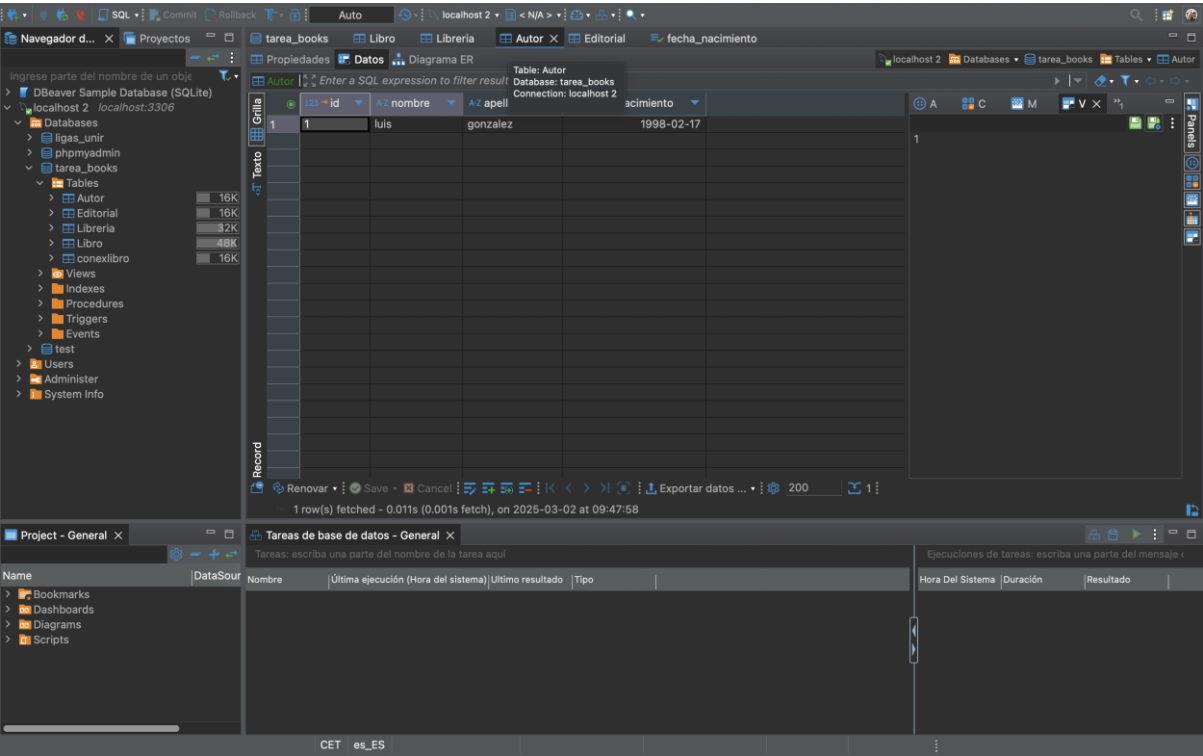 SQL Commit Rollback Auto localhost 2 < N/A >
Navegador d... Proyectos
Ingrese parte del nombre de un obje
DBeaver Sample Database (SQLite)
localhost 2 localhost:3306
Databases
ligas_unir
phpmyadmin
tarea_books
Tables
Autor 16K
Editorial 16K
Libreria 32K
Libro 48K
conexlibro 16K
Views
Indexes
Procedures
Triggers
Events
test
Users
Administer
System Info
tarea_books Libro Libreria Autor Editorial fecha_nacimiento
Propiedades Datos Diagrama ER
localhost 2 Databases tarea_books Tables Autor
Autor Enter a SQL expression to filter result
Table: Autor
Database: tarea_books
Connection: localhost 2
Grilla
Texto
Record
123 id A-Z nombre A-Z apell acimiento
1 1 luis gonzalez 1998-02-17
A C M V 1
1
Panels
Renovar Save Cancel Exportar datos ... 200 1
1 row(s) fetched - 0.011s (0.001s fetch), on 2025-03-02 at 09:47:58
Project - General
Name DataSour
Bookmarks
Dashboards
Diagrams
Scripts
Tareas de base de datos - General
Tareas: escriba una parte del nombre de la tarea aquí
Nombre Última ejecución (Hora del sistema) Ultimo resultado Tipo
Ejecuciones de tareas: escriba una parte del mensaje
Hora Del Sistema Duración Resultado
CET es_ES